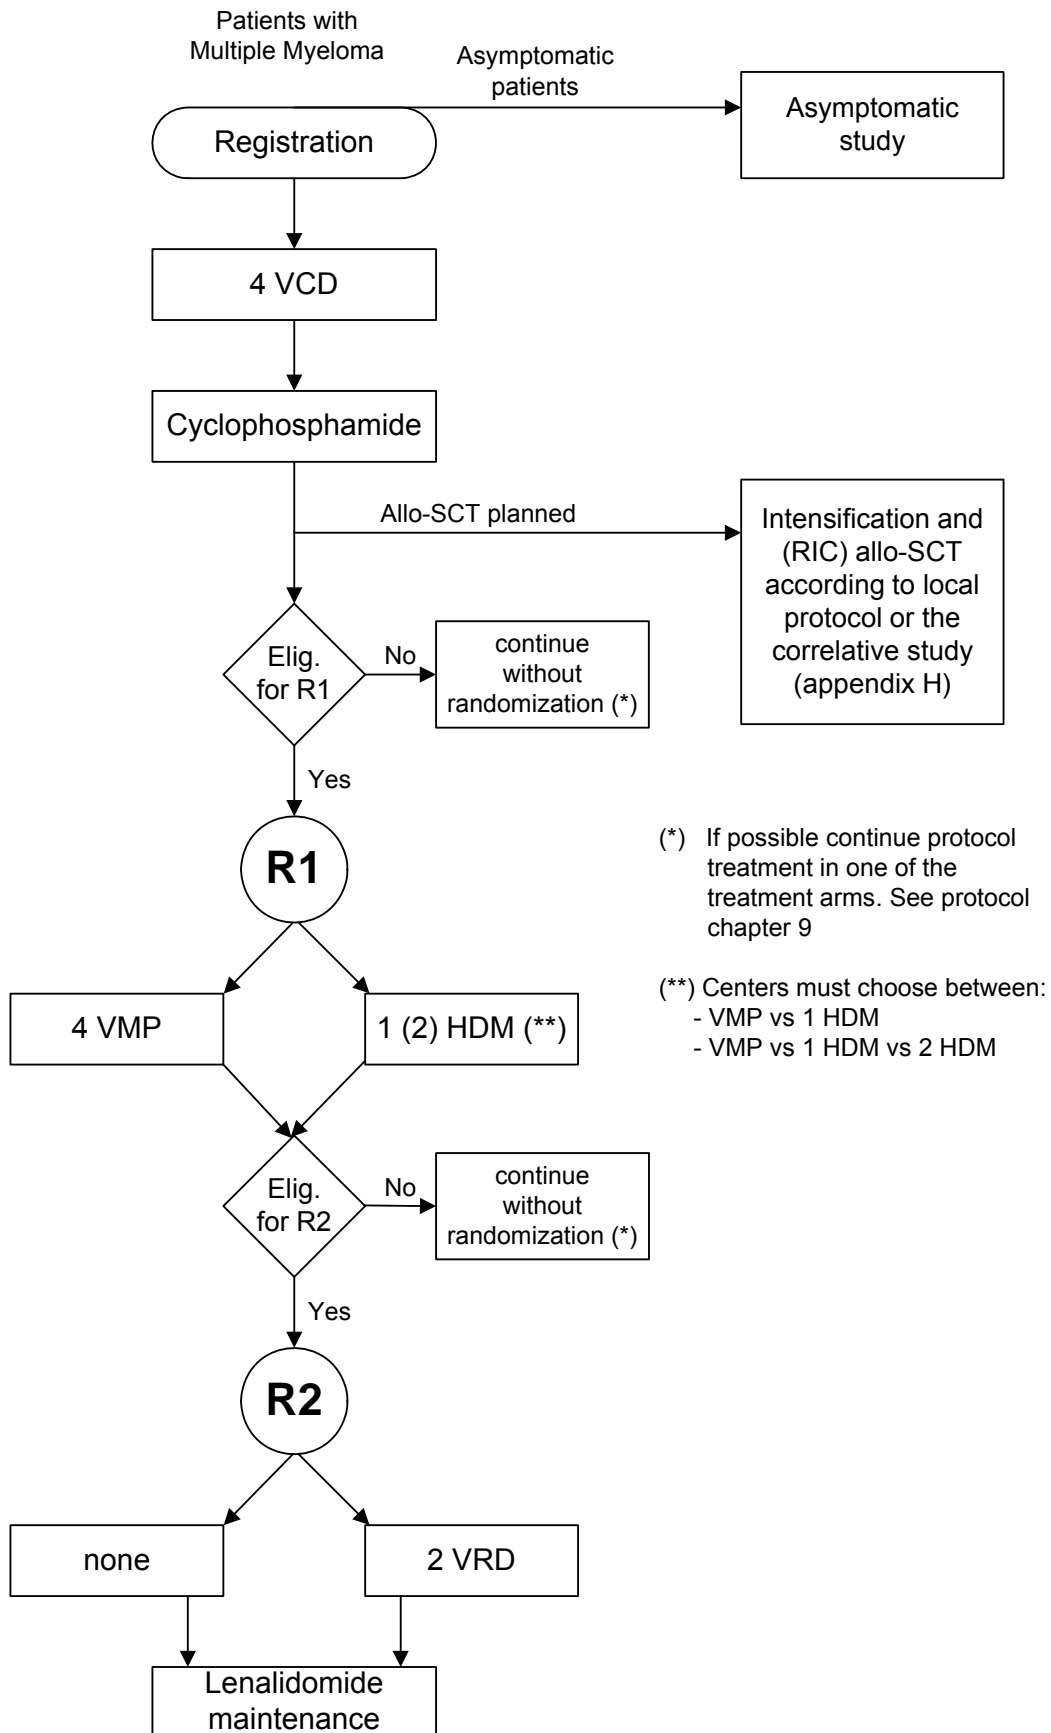 Patients with
Multiple Myeloma
Asymptomatic
patients
Registration
Asymptomatic
study
4 VCD
Cyclophosphamide
Allo-SCT planned
Intensification and
(RIC) allo-SCT
according to local
protocol or the
correlative study
(appendix H)
Elig.
for R1
No
continue
without
randomization (*)
Yes
R1
(*) If possible continue protocol
treatment in one of the
treatment arms. See protocol
chapter 9
4 VMP
1 (2) HDM (**)
(**) Centers must choose between:
- VMP vs 1 HDM
- VMP vs 1 HDM vs 2 HDM
Elig.
for R2
No
continue
without
randomization (*)
Yes
R2
none
2 VRD
Lenalidomide
maintenance